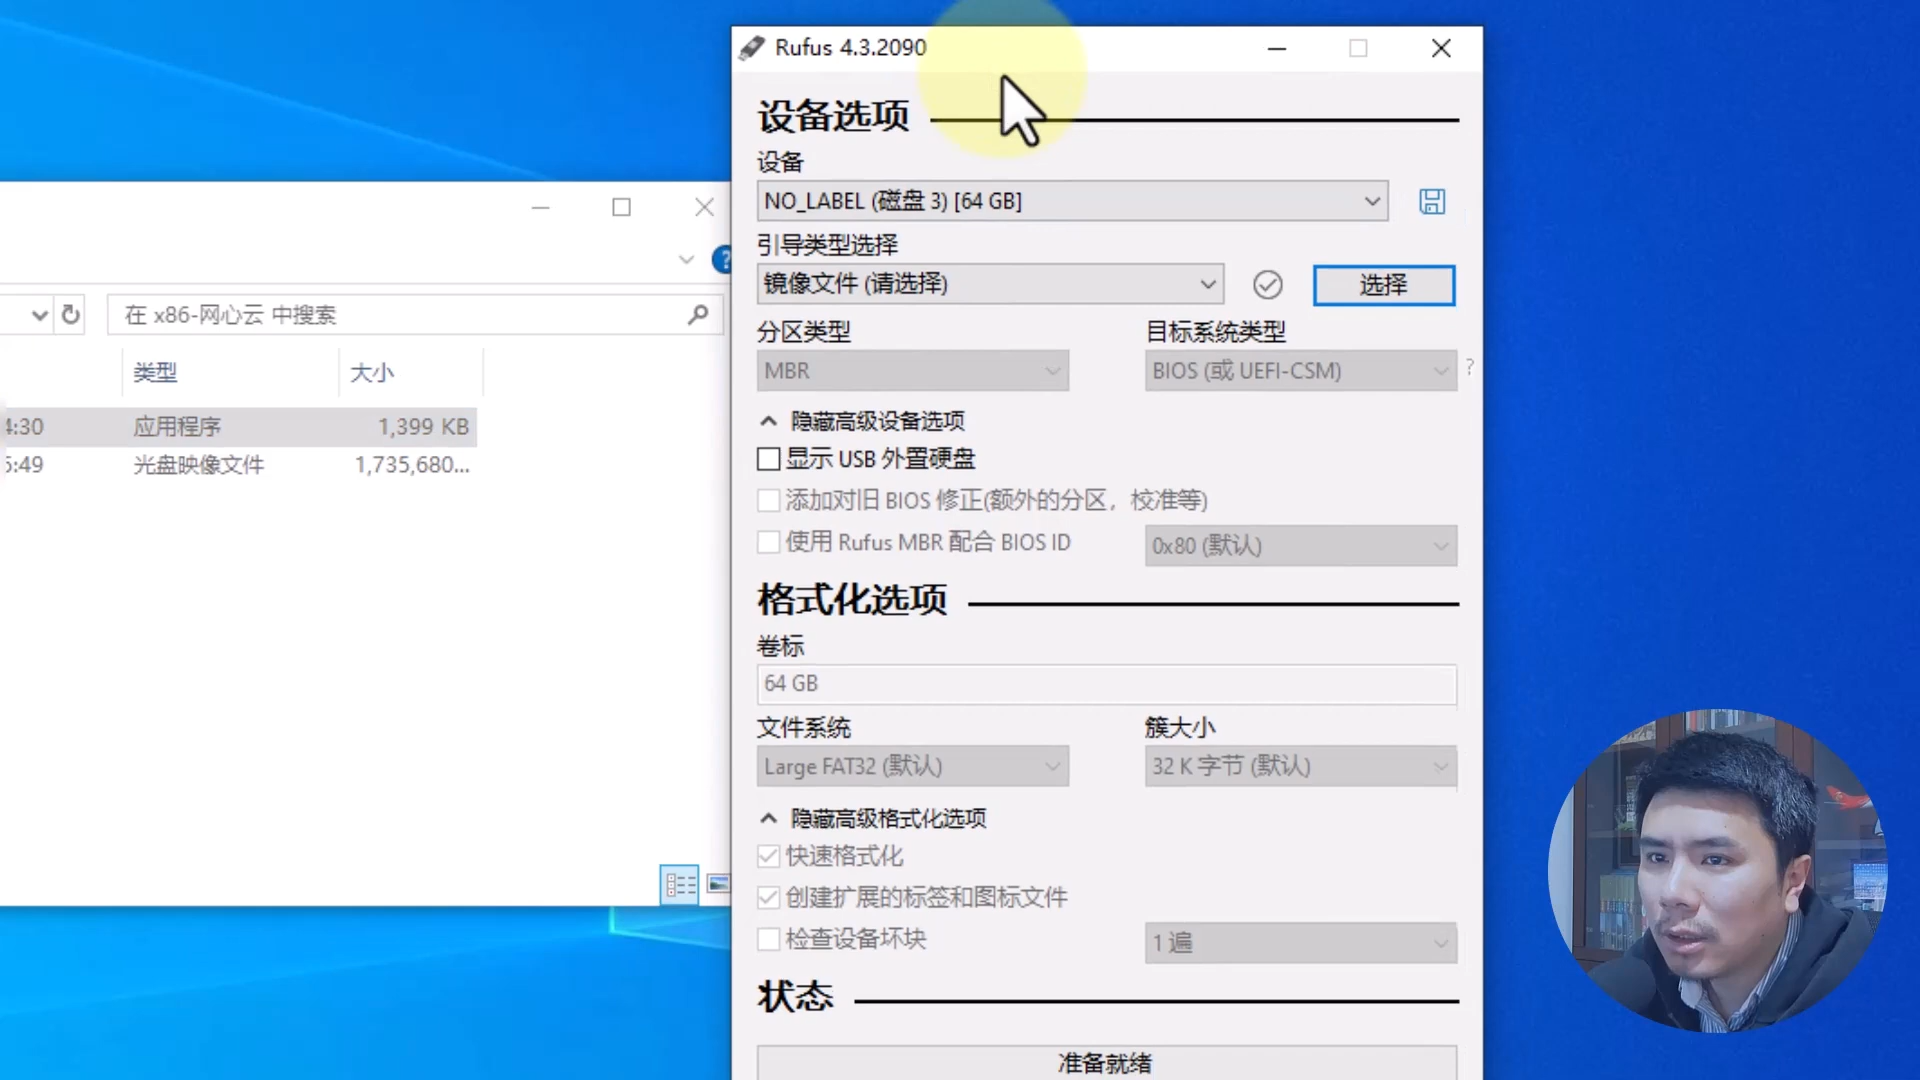 Rufus 4.3.2090
设备选项
设备
NO_LABEL (磁盘 3) [64 GB]
引导类型选择
镜像文件 (请选择)
选择
分区类型
目标系统类型
MBR
BIOS (或 UEFI-CSM)
?
隐藏高级设备选项
显示 USB 外置硬盘
添加对旧 BIOS 修正(额外的分区，校准等)
使用 Rufus MBR 配合 BIOS ID
0x80 (默认)
格式化选项
卷标
64 GB
文件系统
簇大小
Large FAT32 (默认)
32 K 字节 (默认)
隐藏高级格式化选项
快速格式化
创建扩展的标签和图标文件
检查设备坏块
1 遍
状态
准备就绪
?
在 x86-网心云 中搜索
类型
大小
4:30
应用程序
1,399 KB
5:49
光盘映像文件
1,735,680...